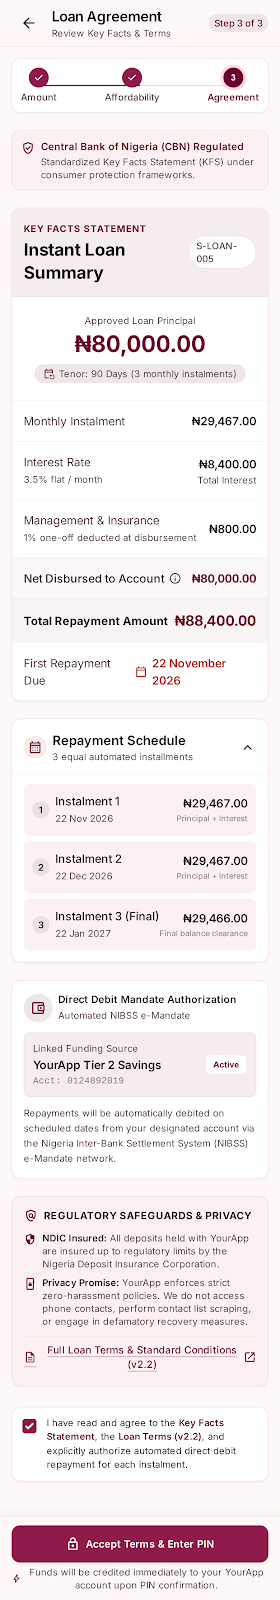 Loan Agreement
Review Key Facts & Terms
Step 3 of 3
3
Amount
Affordability
Agreement
Central Bank of Nigeria (CBN) Regulated
Standardized Key Facts Statement (KFS) under
consumer protection frameworks.
KEY FACTS STATEMENT
Instant Loan
Summary
S-LOAN-
005
Approved Loan Principal
₦80,000.00
Tenor: 90 Days (3 monthly instalments)
Monthly Instalment
₦29,467.00
Interest Rate
₦8,400.00
3.5% flat / month
Total Interest
Management & Insurance
1% one-off deducted at disbursement
₦800.00
Net Disbursed to Account
₦80,000.00
Total Repayment Amount
₦88,400.00
First Repayment
Due
22 November
2026
Repayment Schedule
3 equal automated installments
1
Instalment 1
₦29,467.00
22 Nov 2026
Principal + Interest
2
Instalment 2
₦29,467.00
22 Dec 2026
Principal + Interest
3
Instalment 3 (Final)
₦29,466.00
22 Jan 2027
Final balance clearance
Direct Debit Mandate Authorization
Automated NIBSS e-Mandate
Linked Funding Source
YourApp Tier 2 Savings
Acct: 0124892019
Active
Repayments will be automatically debited on
scheduled dates from your designated account via
the Nigeria Inter-Bank Settlement System (NIBSS)
e-Mandate network.
REGULATORY SAFEGUARDS & PRIVACY
NDIC Insured: All deposits held with YourApp
are insured up to regulatory limits by the
Nigeria Deposit Insurance Corporation.
Privacy Promise: YourApp enforces strict
zero-harassment policies. We do not access
phone contacts, perform contact list scraping,
or engage in defamatory recovery measures.
Full Loan Terms & Standard Conditions
(v2.2)
I have read and agree to the Key Facts
Statement, the Loan Terms (v2.2), and
explicitly authorize automated direct debit
repayment for each instalment.
Accept Terms & Enter PIN
Funds will be credited immediately to your YourApp
account upon PIN confirmation.